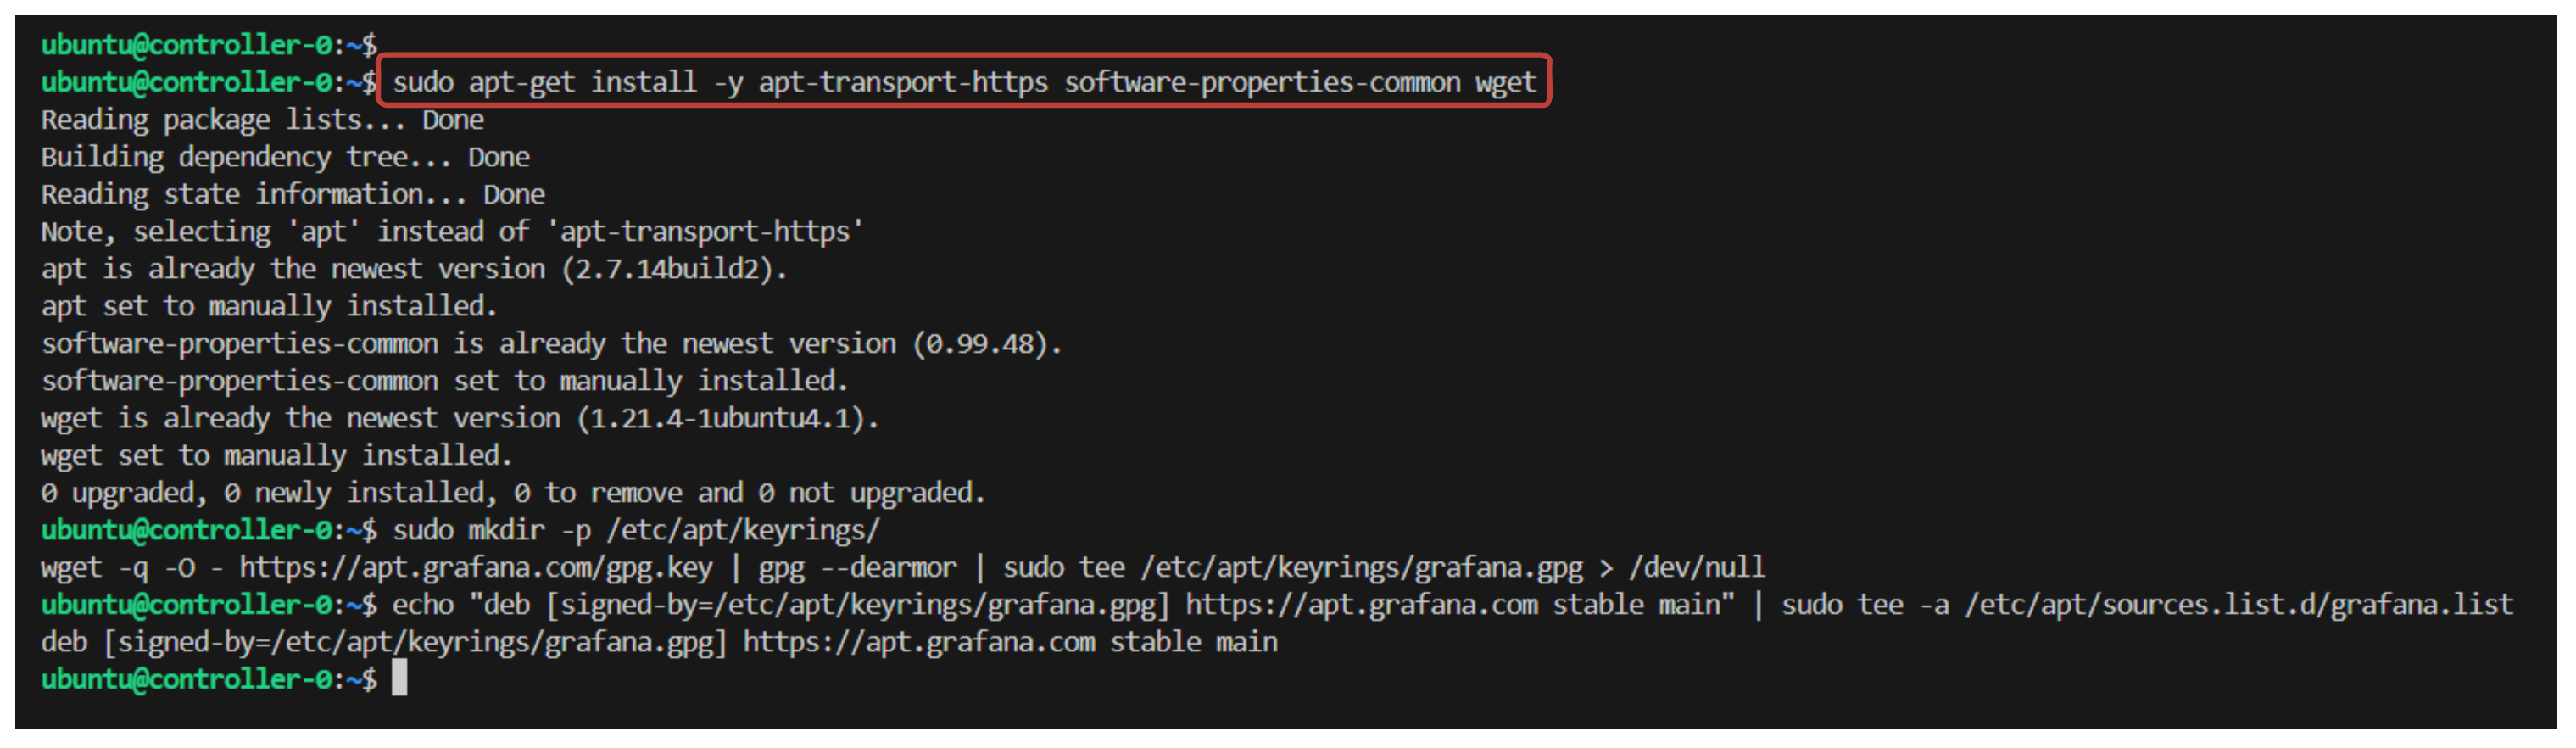 ubuntu@controller-0:~$
ubuntu@controller-0:~$ sudo apt-get install -y apt-transport-https software-properties-common wget
Reading package lists... Done
Building dependency tree... Done
Reading state information... Done
Note, selecting 'apt' instead of 'apt-transport-https'
apt is already the newest version (2.7.14build2).
apt set to manually installed.
software-properties-common is already the newest version (0.99.48).
software-properties-common set to manually installed.
wget is already the newest version (1.21.4-1ubuntu4.1).
wget set to manually installed.
0 upgraded, 0 newly installed, 0 to remove and 0 not upgraded.
ubuntu@controller-0:~$ sudo mkdir -p /etc/apt/keyrings/
wget -q -O - https://apt.grafana.com/gpg.key | gpg --dearmor | sudo tee /etc/apt/keyrings/grafana.gpg > /dev/null
ubuntu@controller-0:~$ echo "deb [signed-by=/etc/apt/keyrings/grafana.gpg] https://apt.grafana.com stable main" | sudo tee -a /etc/apt/sources.list.d/grafana.list
deb [signed-by=/etc/apt/keyrings/grafana.gpg] https://apt.grafana.com stable main
ubuntu@controller-0:~$